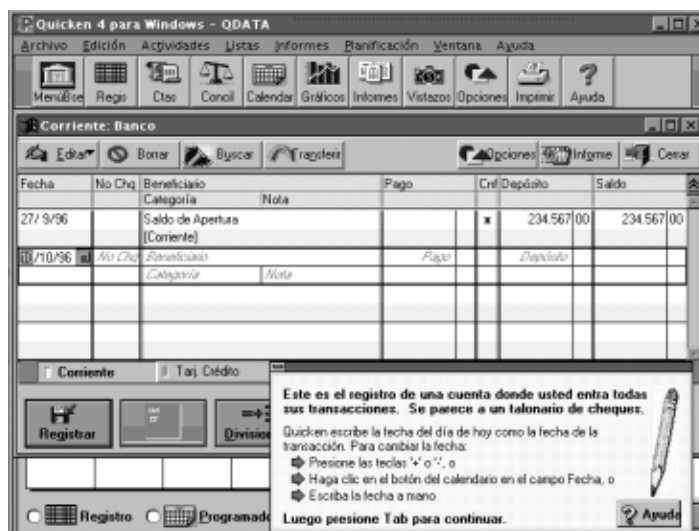 Quicken 4 para Windows - QDATA
Archivo Edición Actividades Listas Informes Planificación Ventana Ayuda
MenúBse Regis Ctas Concil Calendar Gráficos Informes Vistazos Opciones Imprimir Ayuda
Corriente: Banco
Editar Borrar Buscar Transferir Opciones Informe Cerrar
Fecha No Chq Beneficiario Pago Cnf Depósito Saldo
Categoría Nota
27/ 9/96 Saldo de Apertura x 234.567 00 234.567 00
[Corriente]
10/10/96 No Chq Beneficiario Pago Depósito
Categoría Nota
Corriente Tarj. Crédito
Este es el registro de una cuenta donde usted entra todas
sus transacciones. Se parece a un talonario de cheques.
Registrar Division
Quicken escribe la fecha del día de hoy como la fecha de la
transacción. Para cambiar la fecha:
Presione las teclas '+' o '-', o
Haga clic en el botón del calendario en el campo Fecha, o
Escriba la fecha a mano
Luego presione Tab para continuar.
Ayuda
Registro Programado